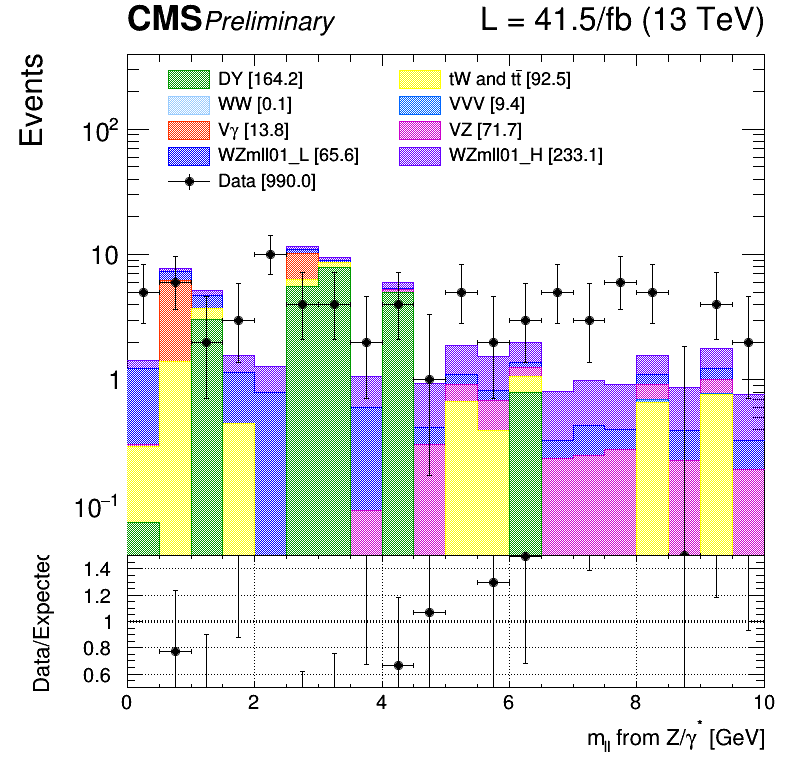 CMS Preliminary L = 41.5/fb (13 TeV)
Events
DY [164.2] tW and tt̄ [92.5]
WW [0.1] VVV [9.4]
Vγ [13.8] VZ [71.7]
WZmll01_L [65.6] WZmll01_H [233.1]
Data [990.0]
10²
10
1
10⁻¹
Data/Expected
1.4
1.2
1
0.8
0.6
0 2 4 6 8 10
m_ll from Z/γ* [GeV]